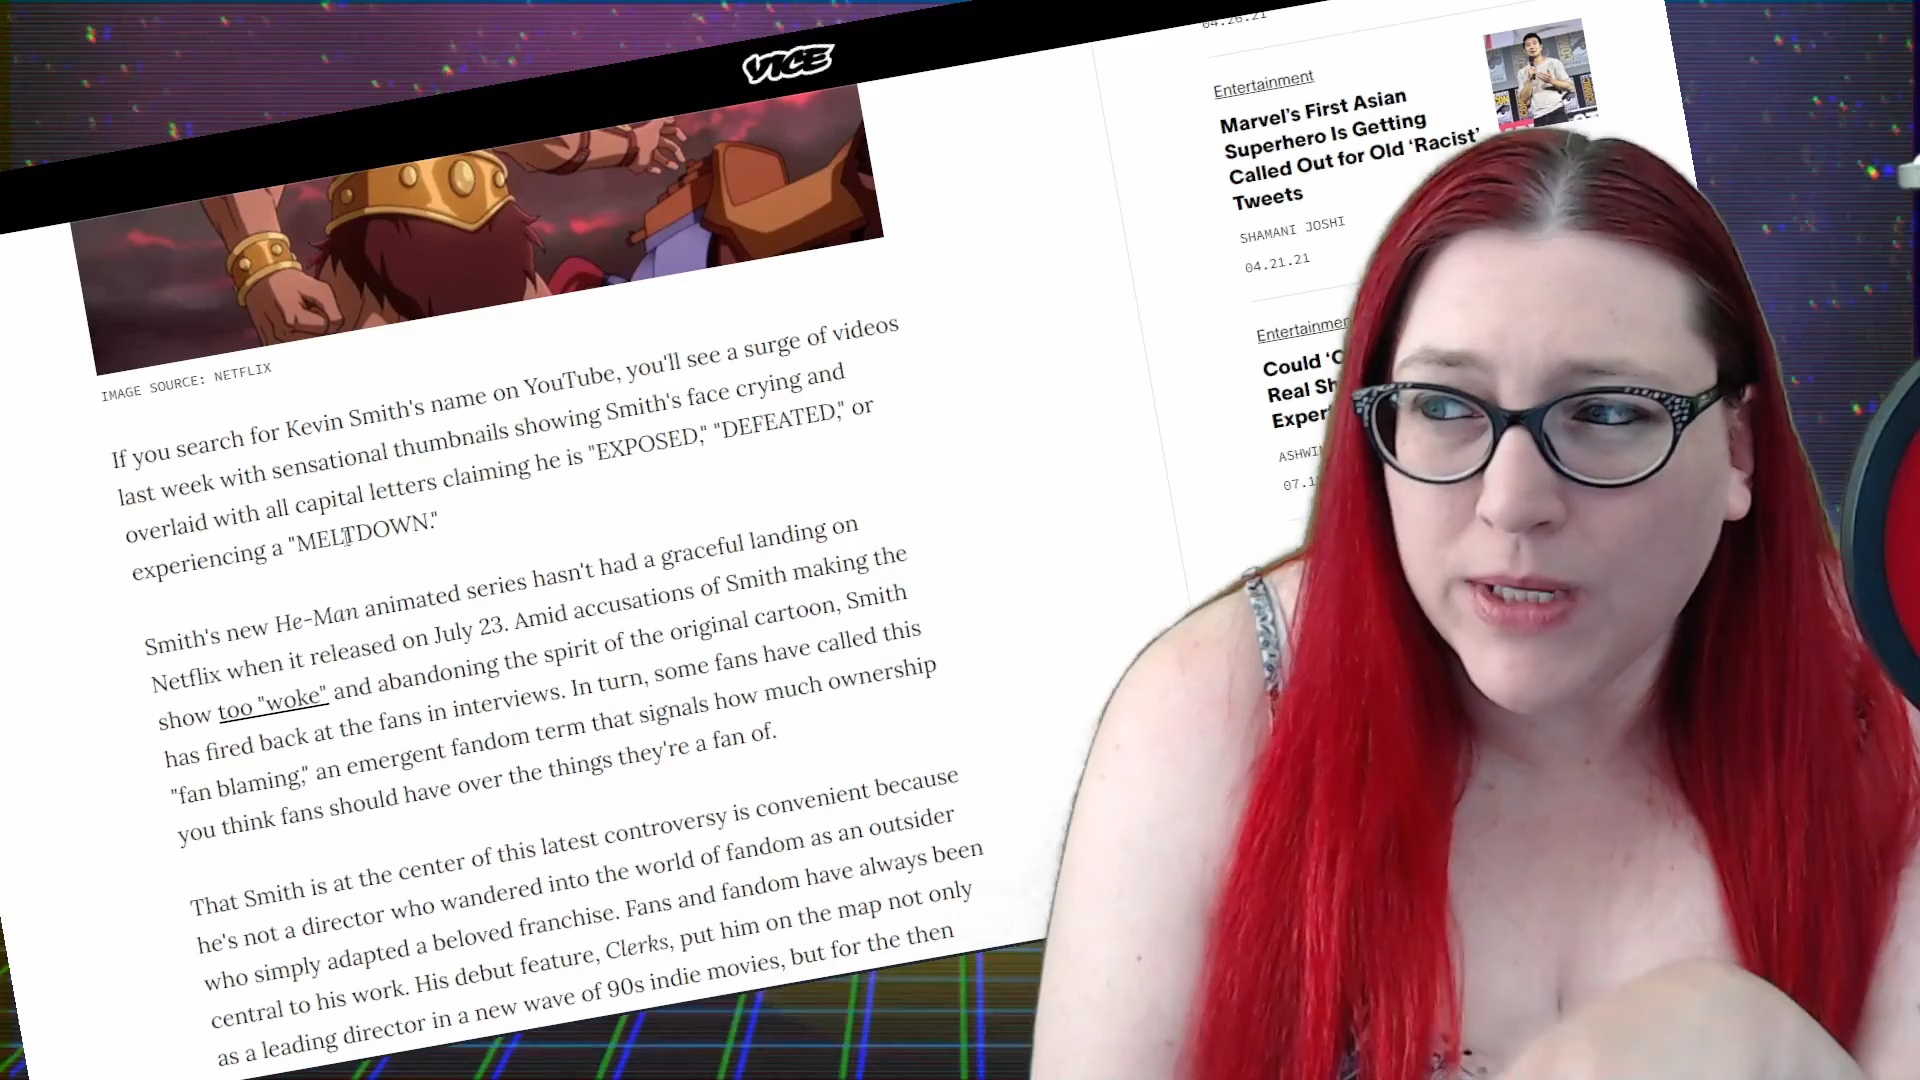 VICE
IMAGE SOURCE: NETFLIX
If you search for Kevin Smith's name on YouTube, you'll see a surge of videos
last week with sensational thumbnails showing Smith's face crying and
overlaid with all capital letters claiming he is "EXPOSED," "DEFEATED," or
experiencing a "MELTDOWN."
Smith's new He-Man animated series hasn't had a graceful landing on
Netflix when it released on July 23. Amid accusations of Smith making the
show too "woke" and abandoning the spirit of the original cartoon, Smith
has fired back at the fans in interviews. In turn, some fans have called this
"fan blaming," an emergent fandom term that signals how much ownership
you think fans should have over the things they're a fan of.
That Smith is at the center of this latest controversy is convenient because
he's not a director who wandered into the world of fandom as an outsider
who simply adapted a beloved franchise. Fans and fandom have always been
central to his work. His debut feature, Clerks, put him on the map not only
as a leading director in a new wave of 90s indie movies, but for the then
04.26.21
Entertainment
Marvel's First Asian
Superhero Is Getting
Called Out for Old 'Racist'
Tweets
SHAMANI JOSHI
04.21.21
Could
Real